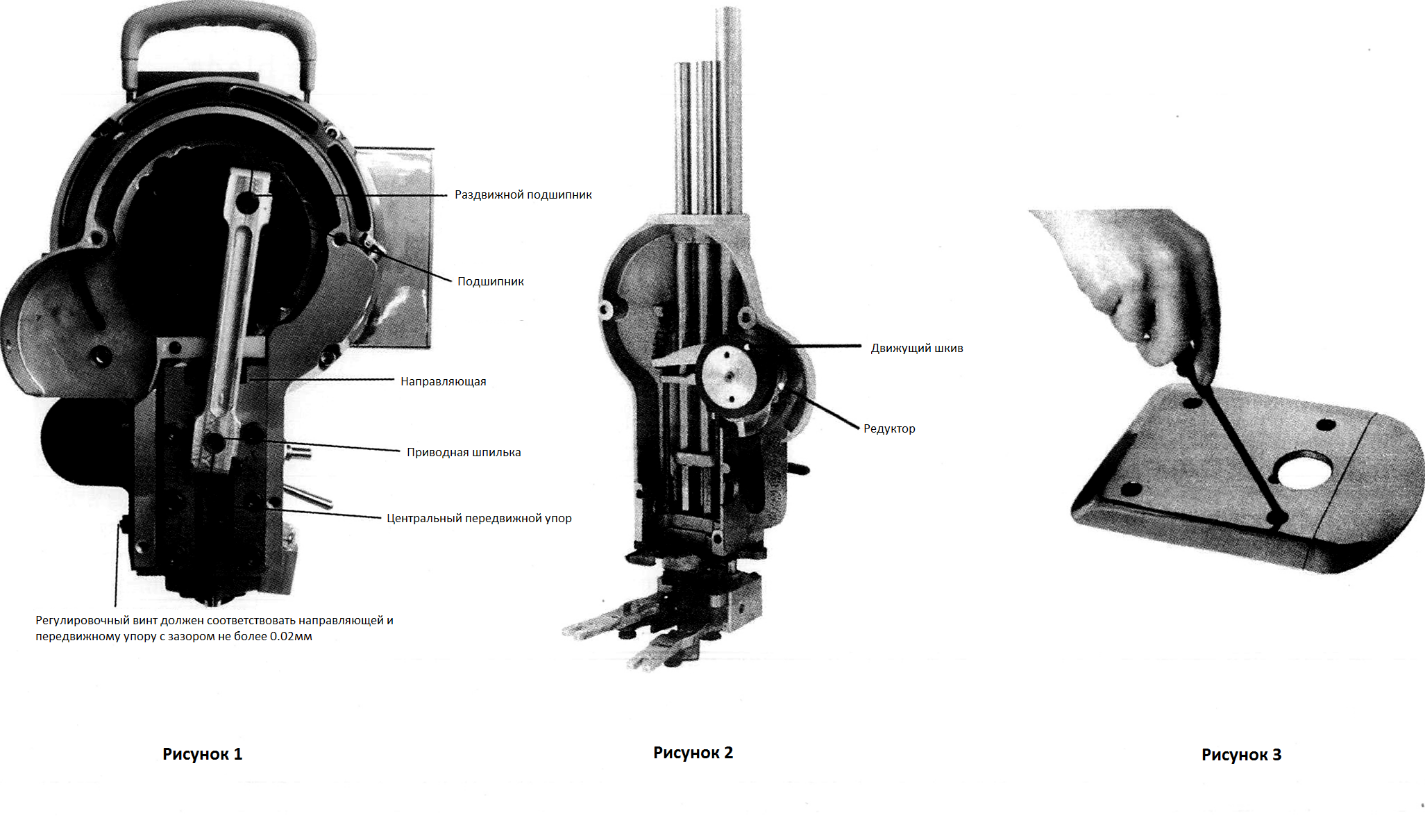 Раздвижной подшипник
Подшипник
Направляющая
Приводная шпилька
Центральный передвижной упор
Регулировочный винт должен соответствовать направляющей и
передвижному упору с зазором не более 0.02мм
Рисунок 1
Движущий шкив
Редуктор
Рисунок 2
Рисунок 3